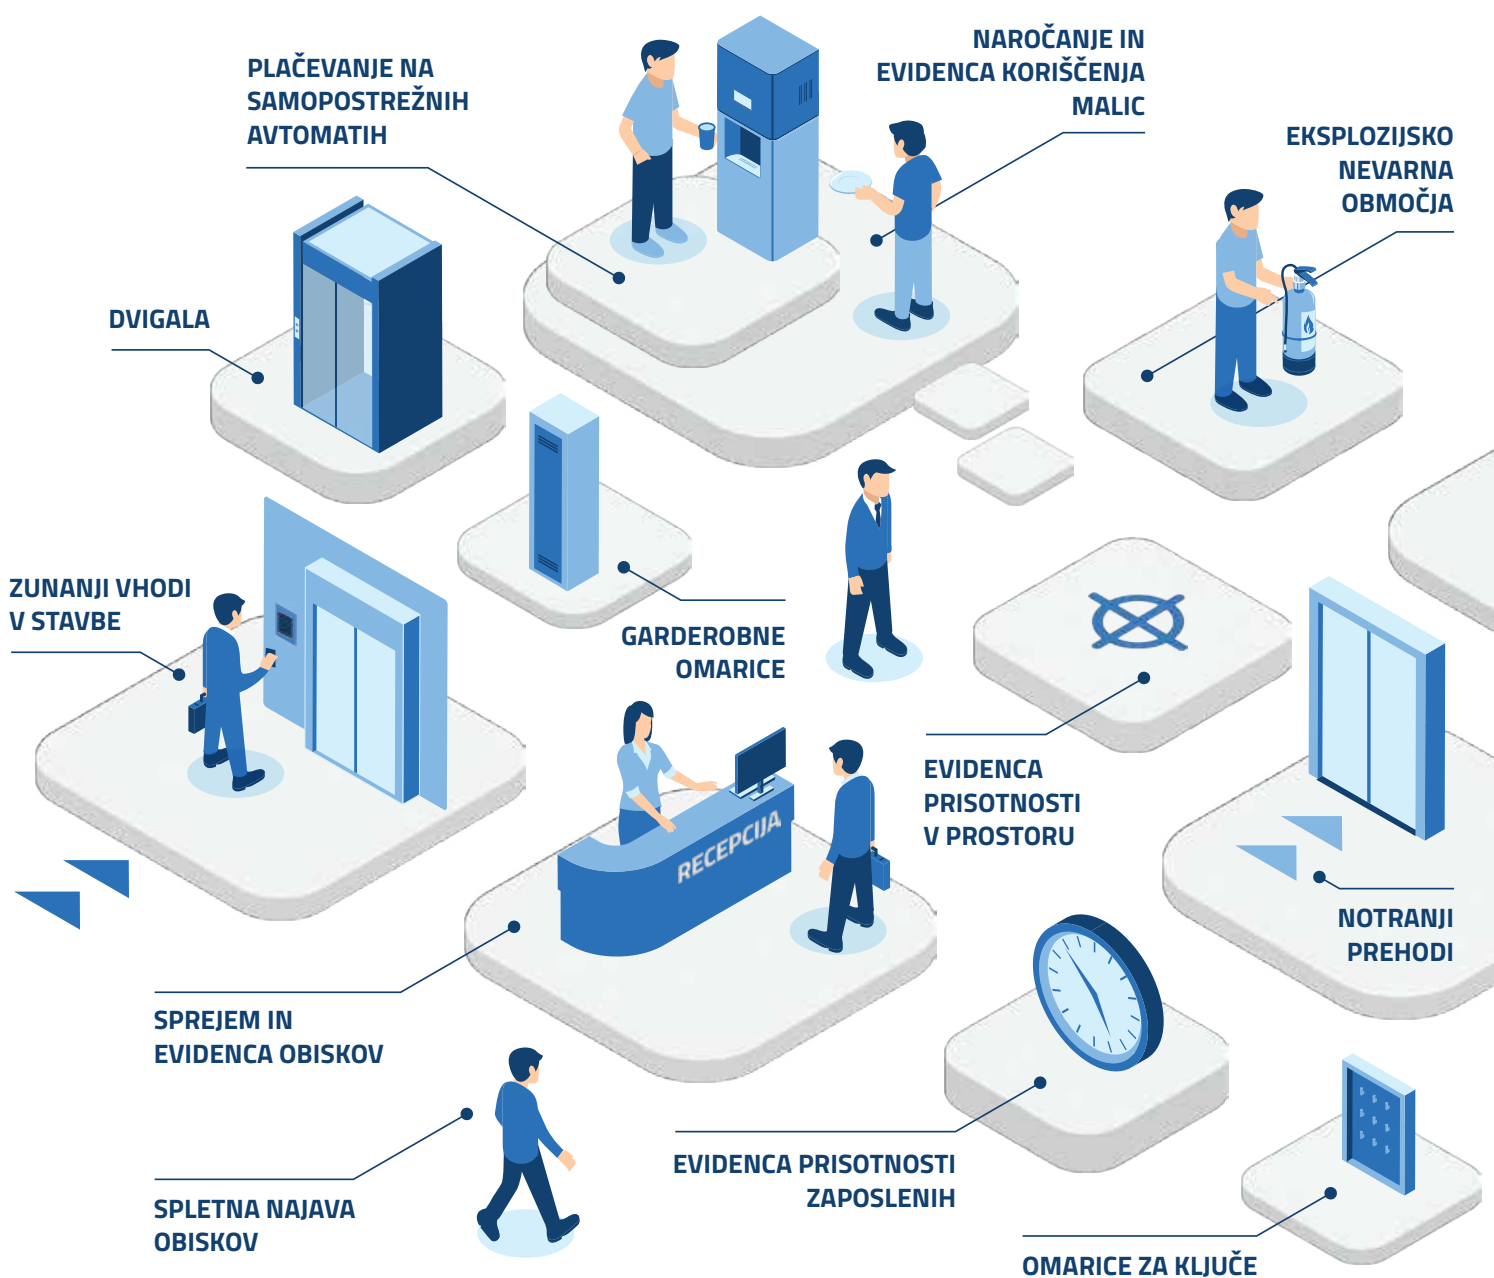 PLAČEVANJE NA
SAMOPOSTREŽNIH
AVTOMATIH
NAROČANJE IN
EVIDENCA KORIŠČENJA
MALIC
EKSPLOZIJSKO
NEVARNA
OBMOČJA
DVIGALA
ZUNANJI VHODI
V STAVBE
GARDEROBNE
OMARICE
EVIDENCA
PRISOTNOSTI
V PROSTORU
RECEPCIJA
NOTRANJI
PREHODI
SPREJEM IN
EVIDENCA OBISKOV
EVIDENCA PRISOTNOSTI
ZAPOSLENIH
SPLETNA NAJAVA
OBISKOV
OMARICE ZA KLJUČE